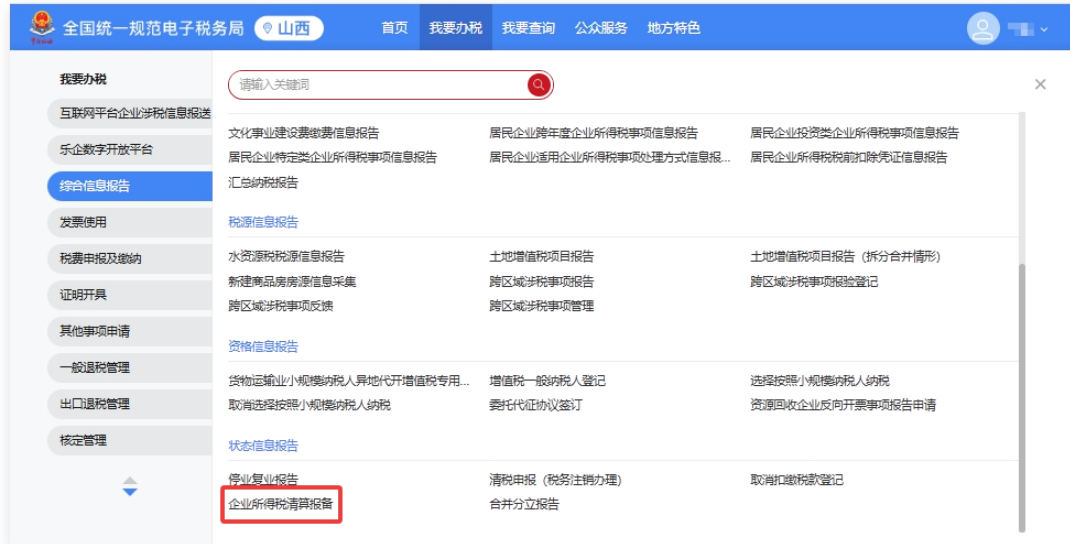 全国统一规范电子税务局 山西 首页 我要办税 我要查询 公众服务 地方特色
我要办税
互联网平台企业涉税信息报送
乐企数字开放平台
综合信息报告
发票使用
税费申报及缴纳
证明开具
其他事项申请
一般退税管理
出口退税管理
核定管理
请输入关键词
文化事业建设费缴费信息报告 居民企业跨年度企业所得税事项信息报告 居民企业投资类企业所得税事项信息报告
居民企业特定类企业所得税事项信息报告 居民企业适用企业所得税事项处理方式信息报... 居民企业所得税税前扣除凭证信息报告
汇总纳税报告
税源信息报告
水资源税税源信息报告 土地增值税项目报告 土地增值税项目报告（拆分合并情形）
新建商品房房源信息采集 跨区域涉税事项报告 跨区域涉税事项报验登记
跨区域涉税事项反馈 跨区域涉税事项管理
资格信息报告
货物运输业小规模纳税人异地代开增值税专用... 增值税一般纳税人登记 选择按照小规模纳税人纳税
取消选择按照小规模纳税人纳税 委托代征协议签订 资源回收企业反向开票事项报告申请
状态信息报告
停业复业报告 清税申报（税务注销办理） 取消扣缴税款登记
企业所得税清算报备 合并分立报告